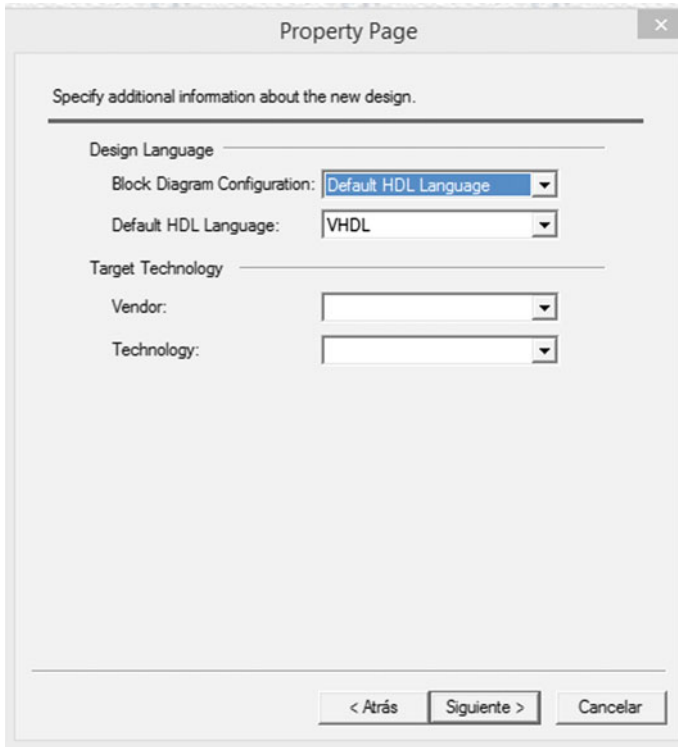 Property Page
Specify additional information about the new design.
Design Language
Block Diagram Configuration: Default HDL Language
Default HDL Language: VHDL
Target Technology
Vendor:
Technology:
< Atrás Siguiente > Cancelar